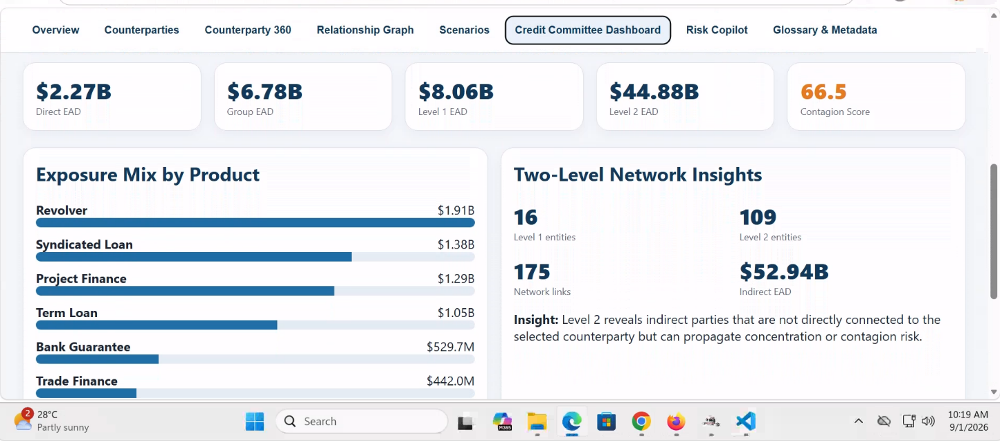 Overview Counterparties Counterparty 360 Relationship Graph Scenarios Credit Committee Dashboard Risk Copilot Glossary & Metadata
$2.27B
Direct EAD
$6.78B
Group EAD
$8.06B
Level 1 EAD
$44.88B
Level 2 EAD
66.5
Contagion Score
Exposure Mix by Product
Revolver $1.91B
Syndicated Loan $1.38B
Project Finance $1.29B
Term Loan $1.05B
Bank Guarantee $529.7M
Trade Finance $442.0M
Two-Level Network Insights
16
Level 1 entities
109
Level 2 entities
175
Network links
$52.94B
Indirect EAD
Insight: Level 2 reveals indirect parties that are not directly connected to the
selected counterparty but can propagate concentration or contagion risk.
2
28°C
Partly sunny
Search
M365
10:19 AM
9/1/2026